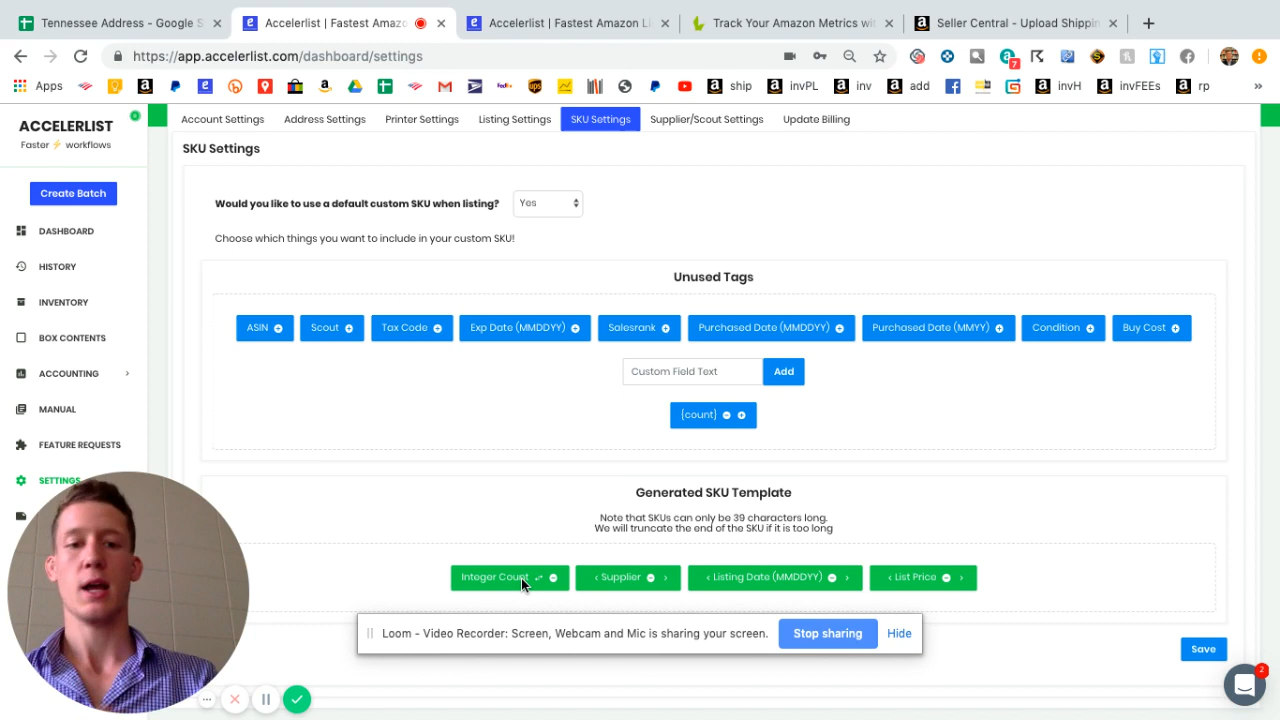 Tennessee Address - Google S
Accelerlist | Fastest Amazo
Accelerlist | Fastest Amazon Li
Track Your Amazon Metrics wit
Seller Central - Upload Shippin
https://app.accelerlist.com/dashboard/settings
7
Apps
ship
invPL
inv
add
invH
invFEEs
rp
»
ACCELERLIST
Faster ⚡ workflows
Create Batch
DASHBOARD
HISTORY
INVENTORY
BOX CONTENTS
ACCOUNTING
MANUAL
FEATURE REQUESTS
SETTINGS
Account Settings
Address Settings
Printer Settings
Listing Settings
SKU Settings
Supplier/Scout Settings
Update Billing
SKU Settings
Would you like to use a default custom SKU when listing?
Yes
Choose which things you want to include in your custom SKU!
Unused Tags
ASIN
Scout
Tax Code
Exp Date (MMDDYY)
Salesrank
Purchased Date (MMDDYY)
Purchased Date (MMYY)
Condition
Buy Cost
Custom Field Text
Add
{count}
Generated SKU Template
Note that SKUs can only be 39 characters long.
We will truncate the end of the SKU if it is too long
Integer Count
‹ Supplier ›
‹ Listing Date (MMDDYY) ›
‹ List Price ›
Loom - Video Recorder: Screen, Webcam and Mic is sharing your screen.
Stop sharing
Hide
Save
2